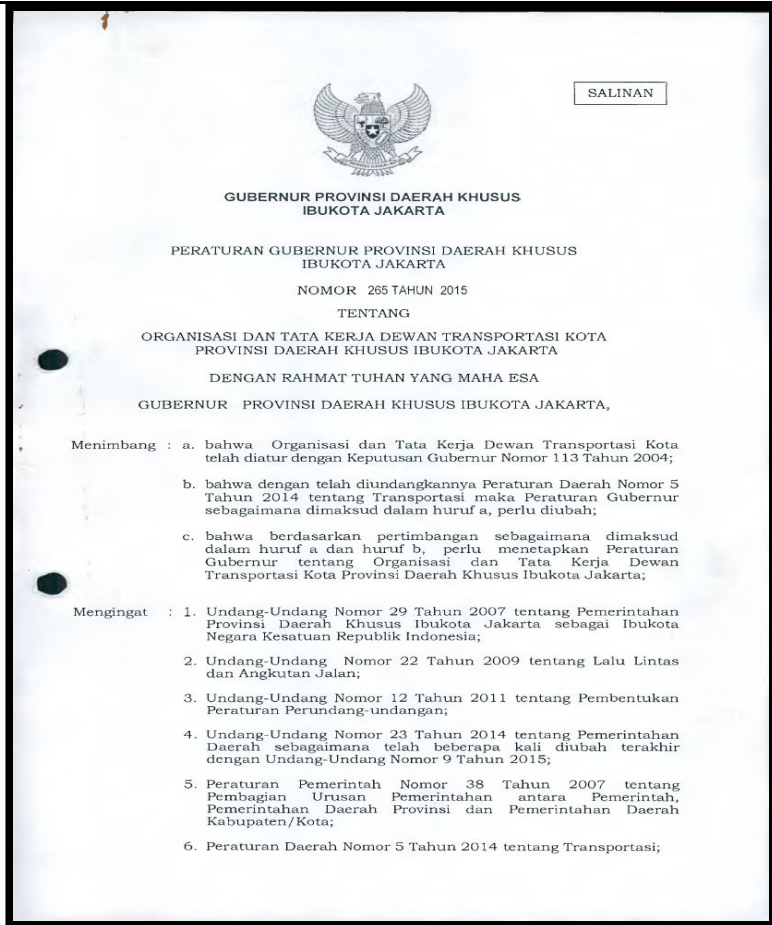 SALINAN
GUBERNUR PROVINSI DAERAH KHUSUS
IBUKOTA JAKARTA
PERATURAN GUBERNUR PROVINSI DAERAH KHUSUS
IBUKOTA JAKARTA
NOMOR 265 TAHUN 2015
TENTANG
ORGANISASI DAN TATA KERJA DEWAN TRANSPORTASI KOTA
PROVINSI DAERAH KHUSUS IBUKOTA JAKARTA
DENGAN RAHMAT TUHAN YANG MAHA ESA
GUBERNUR PROVINSI DAERAH KHUSUS IBUKOTA JAKARTA,
Menimbang : a. bahwa Organisasi dan Tata Kerja Dewan Transportasi Kota
telah diatur dengan Keputusan Gubernur Nomor 113 Tahun 2004;
b. bahwa dengan telah diundangkannya Peraturan Daerah Nomor 5
Tahun 2014 tentang Transportasi maka Peraturan Gubernur
sebagaimana dimaksud dalam huruf a, perlu diubah;
c. bahwa berdasarkan pertimbangan sebagaimana dimaksud
dalam huruf a dan huruf b, perlu menetapkan Peraturan
Gubernur tentang Organisasi dan Tata Kerja Dewan
Transportasi Kota Provinsi Daerah Khusus Ibukota Jakarta;
Mengingat : 1. Undang-Undang Nomor 29 Tahun 2007 tentang Pemerintahan
Provinsi Daerah Khusus Ibukota Jakarta sebagai Ibukota
Negara Kesatuan Republik Indonesia;
2. Undang-Undang Nomor 22 Tahun 2009 tentang Lalu Lintas
dan Angkutan Jalan;
3. Undang-Undang Nomor 12 Tahun 2011 tentang Pembentukan
Peraturan Perundang-undangan;
4. Undang-Undang Nomor 23 Tahun 2014 tentang Pemerintahan
Daerah sebagaimana telah beberapa kali diubah terakhir
dengan Undang-Undang Nomor 9 Tahun 2015;
5. Peraturan Pemerintah Nomor 38 Tahun 2007 tentang
Pembagian Urusan Pemerintahan antara Pemerintah,
Pemerintahan Daerah Provinsi dan Pemerintahan Daerah
Kabupaten/Kota;
6. Peraturan Daerah Nomor 5 Tahun 2014 tentang Transportasi;